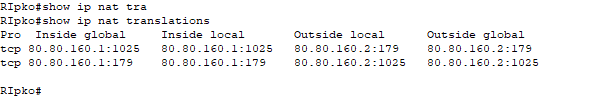 RIpko#show ip nat tra
RIpko#show ip nat translations
Pro  Inside global     Inside local       Outside local      Outside global
tcp 80.80.160.1:1025   80.80.160.1:1025   80.80.160.2:179    80.80.160.2:179
tcp 80.80.160.1:179    80.80.160.1:179    80.80.160.2:1025   80.80.160.2:1025
RIpko#